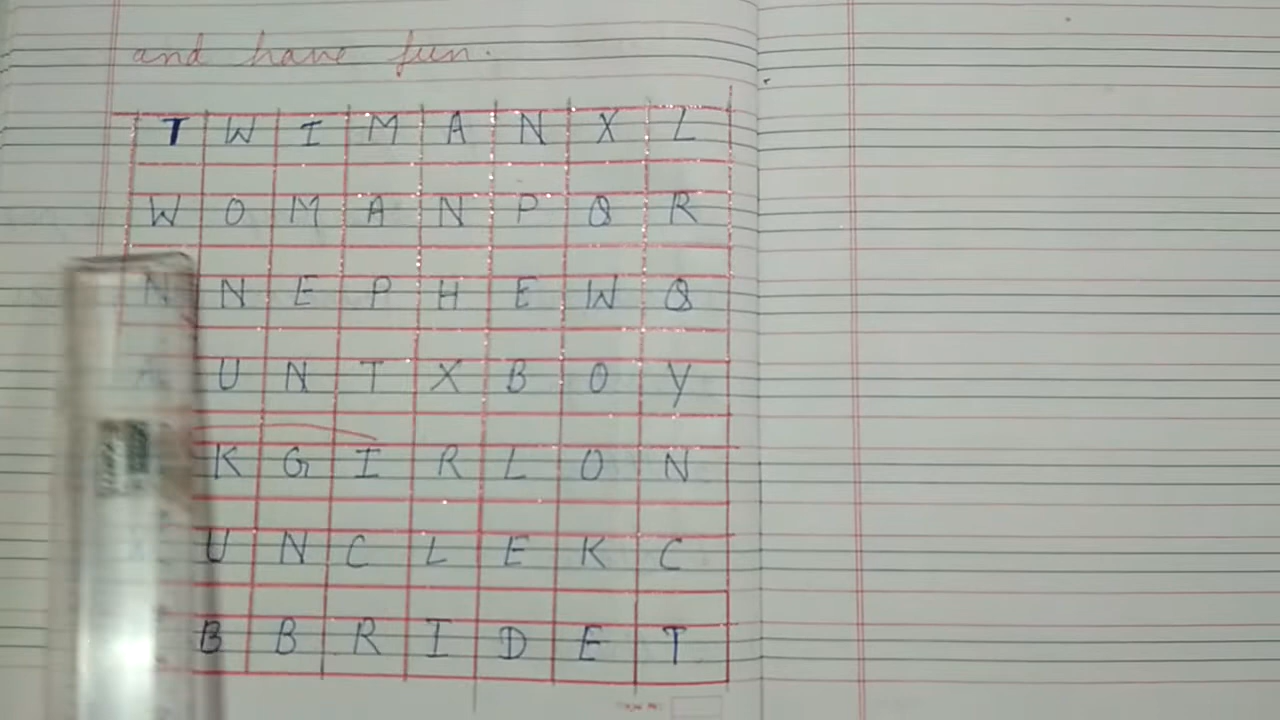 and have fun.
T W I M A N X L
W O M A N P Q R
N N E P H E W Q
U N T X B O Y
K G I R L O N
U N C L E K C
B B R I D E T